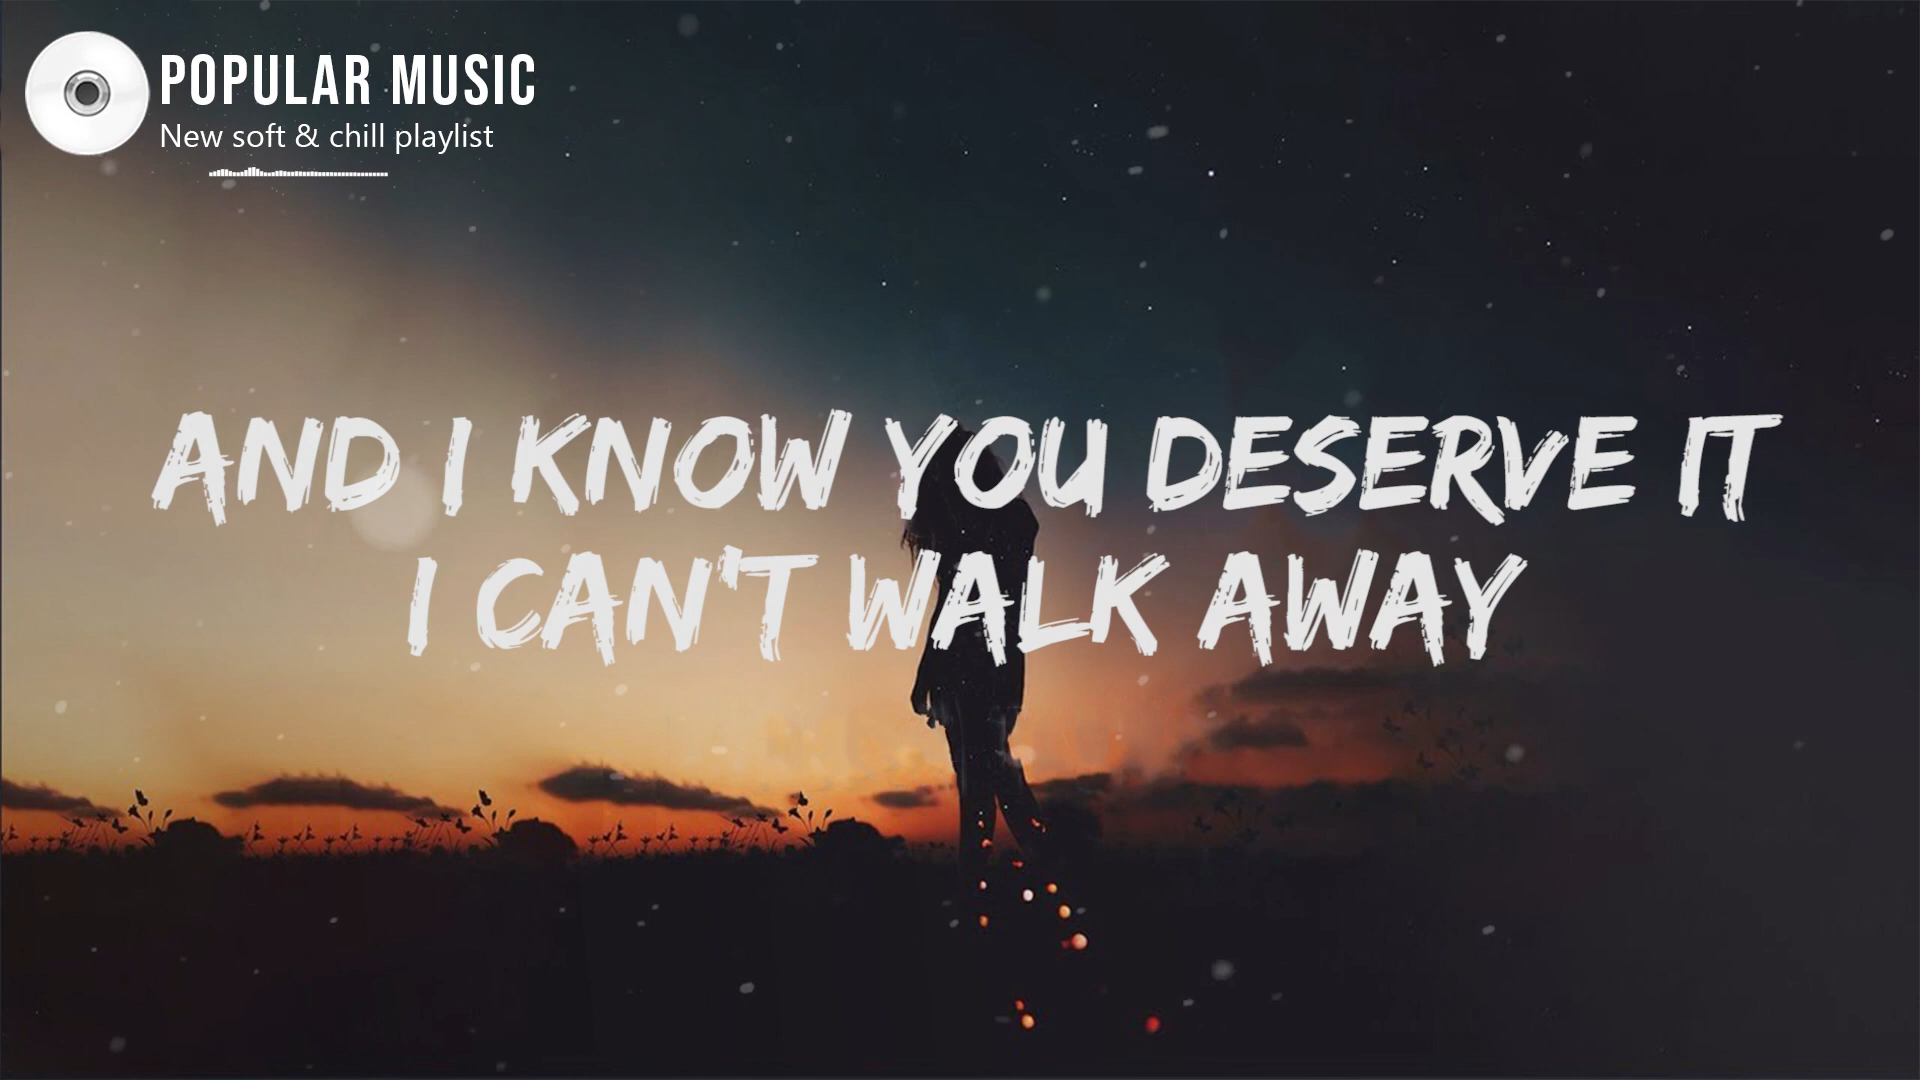 POPULAR MUSIC
New soft & chill playlist
AND I KNOW YOU DESERVE IT
I CAN'T WALK AWAY